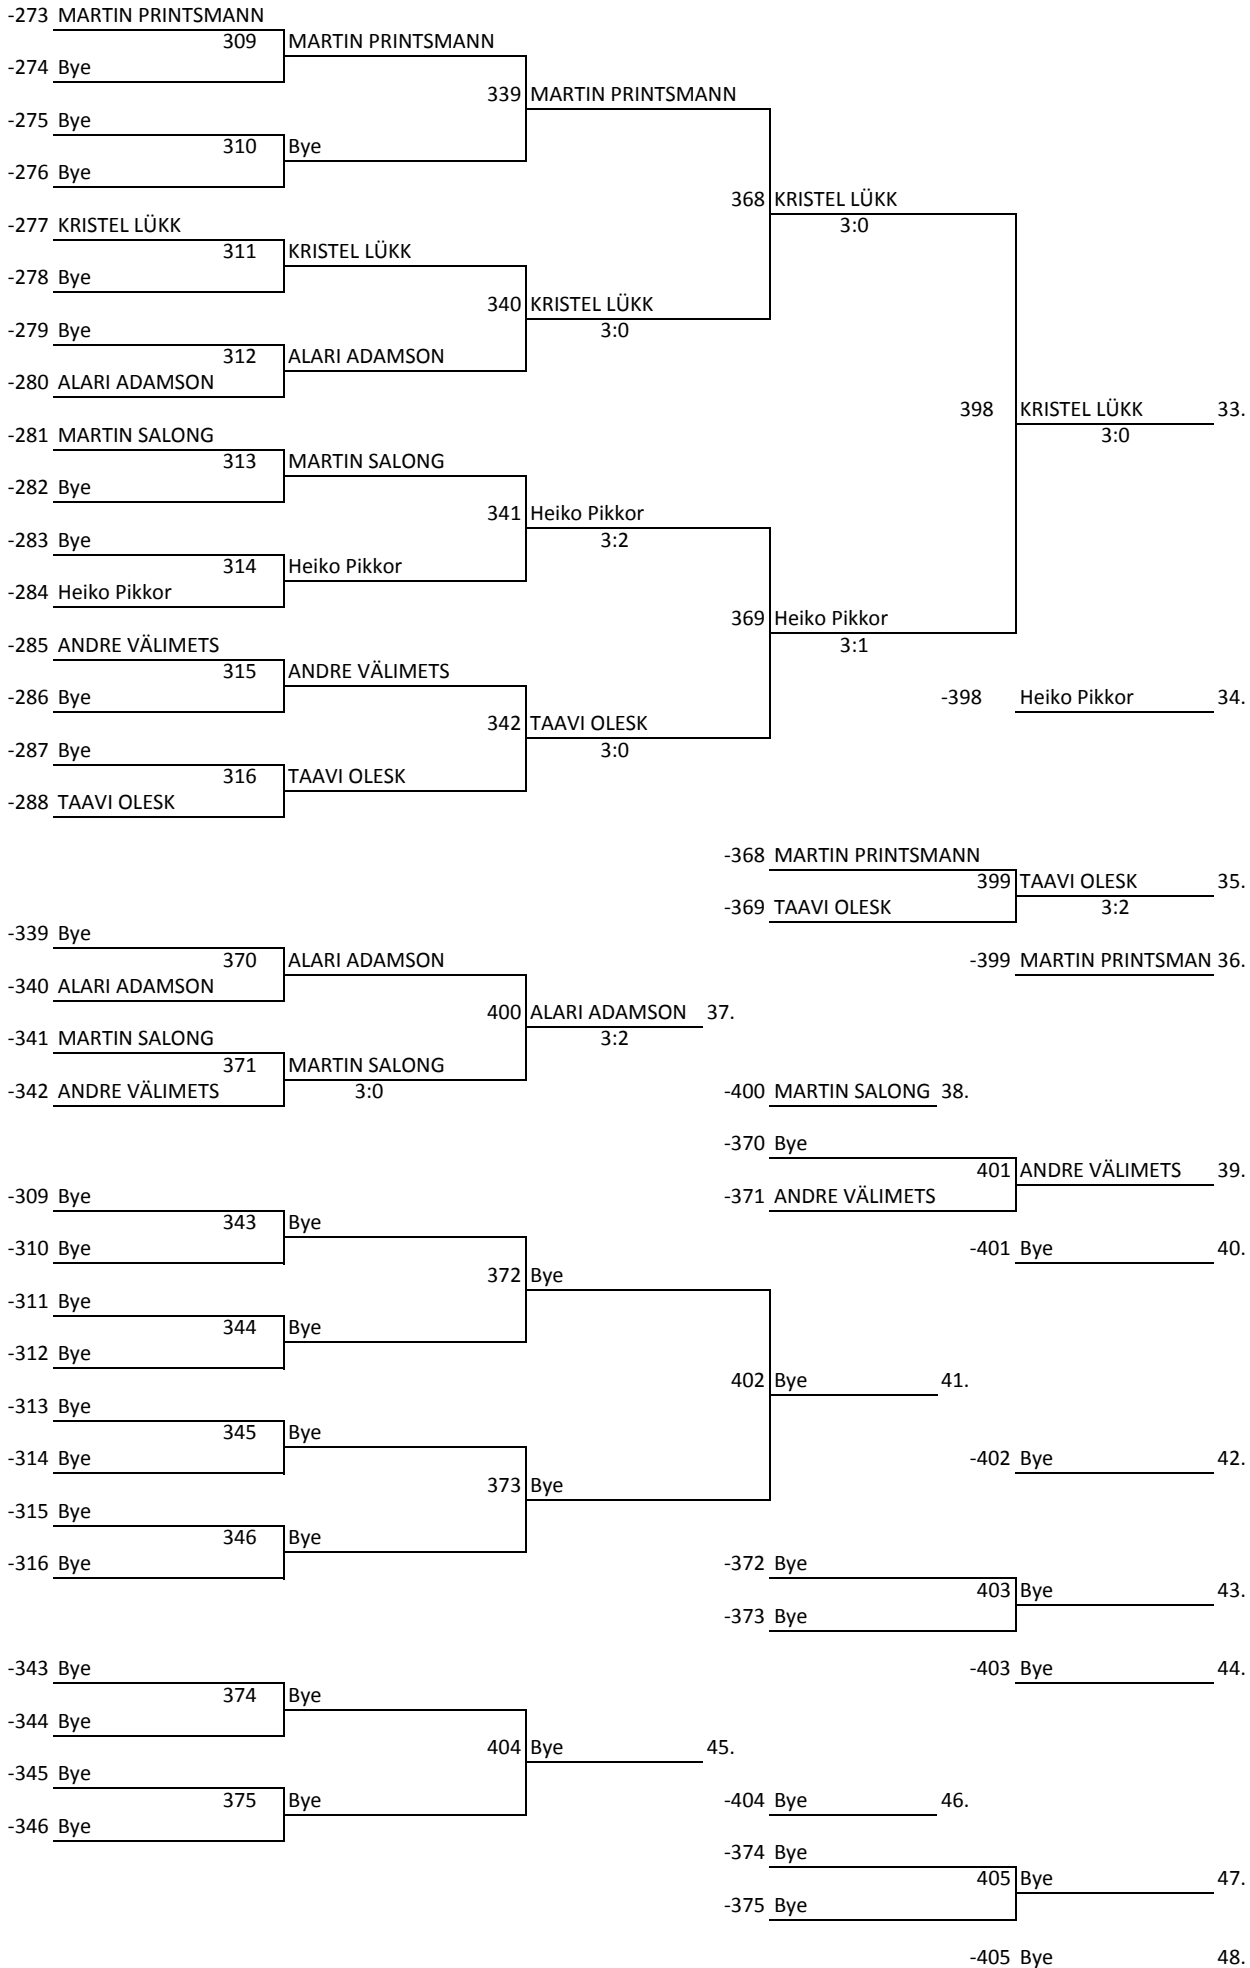 -273 MARTIN PRINTSMANN
309 MARTIN PRINTSMANN
-274 Bye
339 MARTIN PRINTSMANN
-275 Bye
310 Bye
-276 Bye
368 KRISTEL LÜKK
3:0
-277 KRISTEL LÜKK
311 KRISTEL LÜKK
-278 Bye
340 KRISTEL LÜKK
3:0
-279 Bye
312 ALARI ADAMSON
-280 ALARI ADAMSON
398 KRISTEL LÜKK 33.
3:0
-281 MARTIN SALONG
313 MARTIN SALONG
-282 Bye
341 Heiko Pikkor
3:2
-283 Bye
314 Heiko Pikkor
-284 Heiko Pikkor
369 Heiko Pikkor
3:1
-285 ANDRE VÄLIMETS
315 ANDRE VÄLIMETS
-286 Bye
-398 Heiko Pikkor 34.
342 TAAVI OLESK
3:0
-287 Bye
316 TAAVI OLESK
-288 TAAVI OLESK
-368 MARTIN PRINTSMANN
399 TAAVI OLESK 35.
3:2
-369 TAAVI OLESK
-339 Bye
370 ALARI ADAMSON
-399 MARTIN PRINTSMAN 36.
-340 ALARI ADAMSON
400 ALARI ADAMSON 37.
3:2
-341 MARTIN SALONG
371 MARTIN SALONG
3:0
-342 ANDRE VÄLIMETS
-400 MARTIN SALONG 38.
-370 Bye
401 ANDRE VÄLIMETS 39.
-371 ANDRE VÄLIMETS
-309 Bye
343 Bye
-310 Bye
-401 Bye 40.
372 Bye
-311 Bye
344 Bye
-312 Bye
402 Bye 41.
-313 Bye
345 Bye
-314 Bye
-402 Bye 42.
373 Bye
-315 Bye
346 Bye
-316 Bye
-372 Bye
403 Bye 43.
-373 Bye
-343 Bye
374 Bye
-403 Bye 44.
-344 Bye
404 Bye 45.
-345 Bye
375 Bye
-346 Bye
-404 Bye 46.
-374 Bye
405 Bye 47.
-375 Bye
-405 Bye 48.